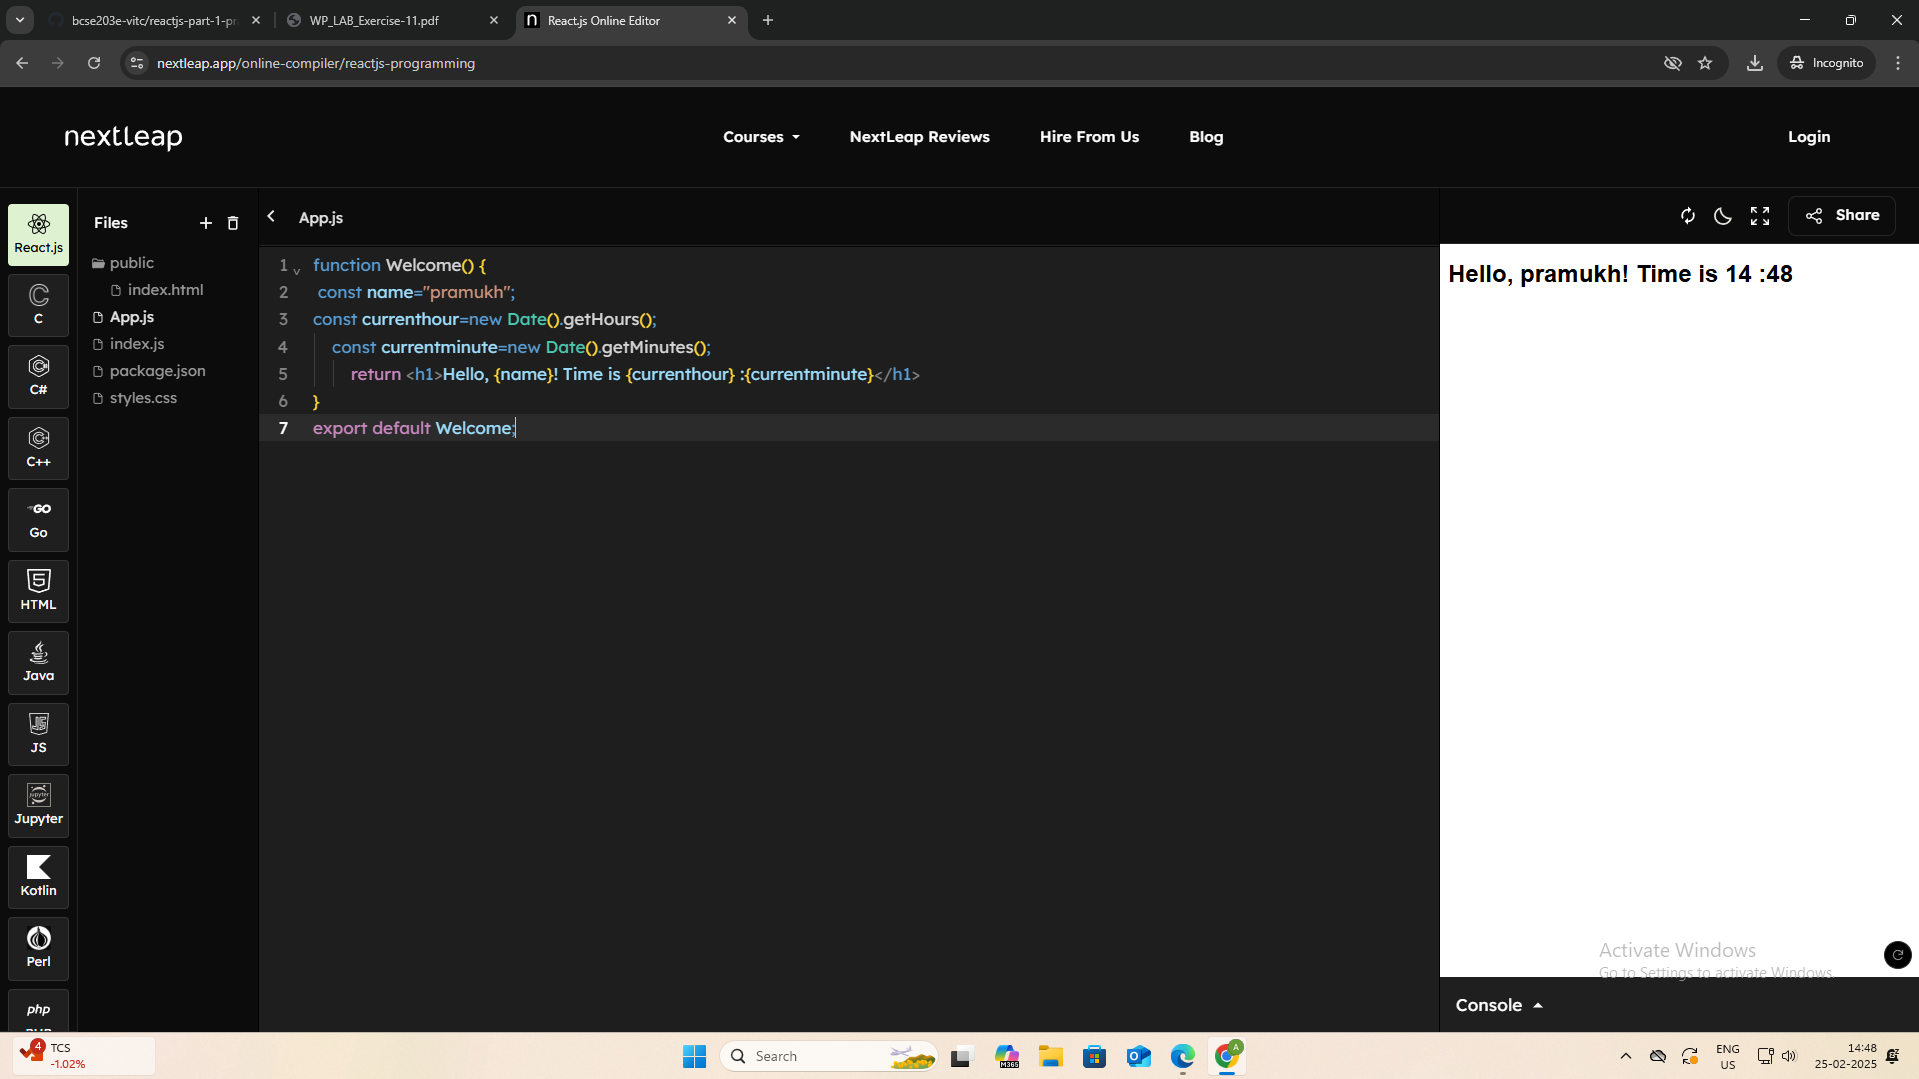 bcse203e-vitc/reactjs-part-1-pr
WP_LAB_Exercise-11.pdf
React.js Online Editor
nextleap.app/online-compiler/reactjs-programming
Incognito
nextleap
Courses
NextLeap Reviews
Hire From Us
Blog
Login
React.js
C
C#
C++
Go
HTML
Java
JS
Jupyter
Kotlin
Perl
php
Files
public
index.html
App.js
index.js
package.json
styles.css
App.js
Share
1 function Welcome() {
2 const name="pramukh";
3 const currenthour=new Date().getHours();
4 const currentminute=new Date().getMinutes();
5 return <h1>Hello, {name}! Time is {currenthour} :{currentminute}</h1>
6 }
7 export default Welcome;
Hello, pramukh! Time is 14 :48
Activate Windows
Go to Settings to activate Windows.
Console
4
TCS
-1.02%
Search
M365
A
ENG
US
14:48
25-02-2025